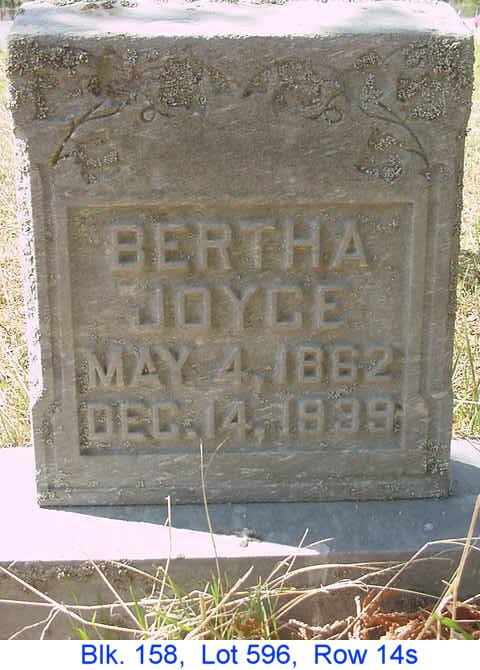 BERTHA
JOYCE
MAY 4, 1862
DEC. 14, 1939
Blk. 158, Lot 596, Row 14s